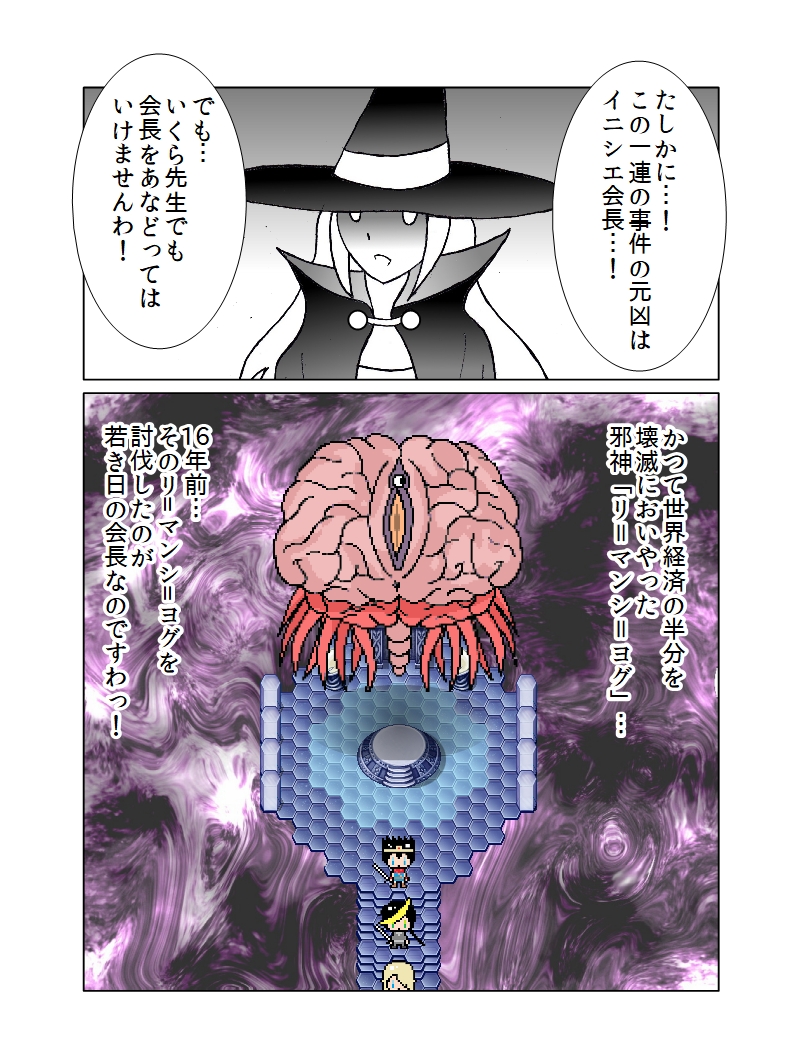 たしかに…！
この一連の事件の元凶は
イニシエ会長…！
でも…
いくら先生でも
会長をあなどっては
いけませんわ！
かつて世界経済の半分を
壊滅においやった
邪神「リ＝マンシ＝ヨグ」…
16年前…
そのリ＝マンシ＝ヨグを
討伐したのが
若き日の会長なのですわっ！